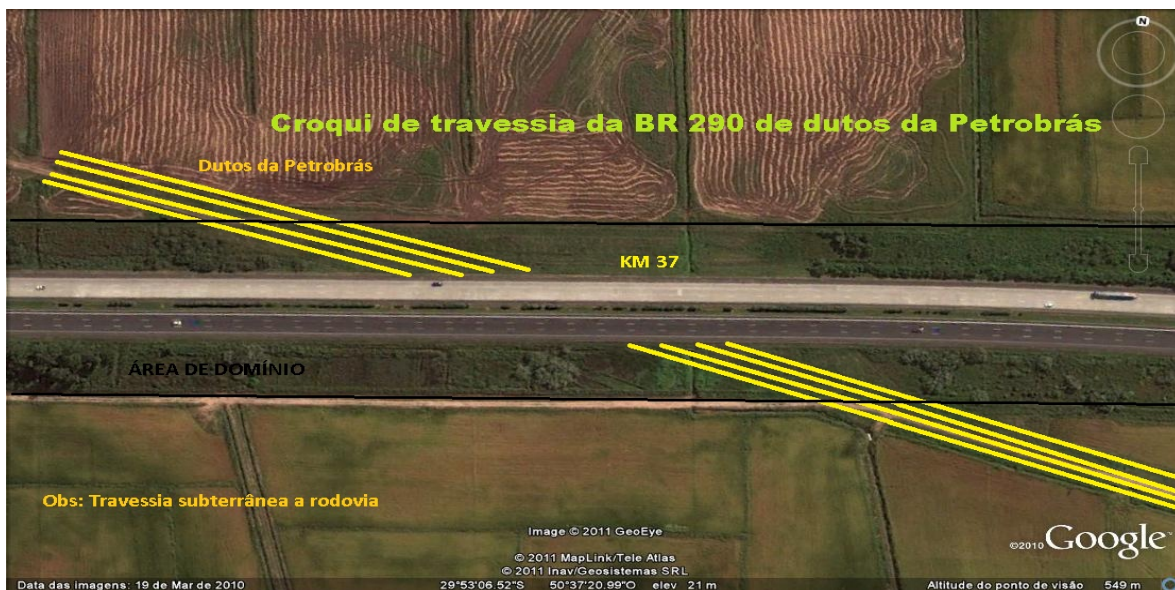 N
Croqui de travessia da BR 290 de dutos da Petrobrás
Dutos da Petrobrás
KM 37
ÁREA DE DOMÍNIO
Obs: Travessia subterrânea a rodovia
Image © 2011 GeoEye
© 2011 MapLink/Tele Atlas
© 2011 Inav/Geosistemas SRL
©2010 Google
Data das imagens: 19 de Mar de 2010 29°53'06.52"S 50°37'20.99"O elev 21 m Altitude do ponto de visão 549 m